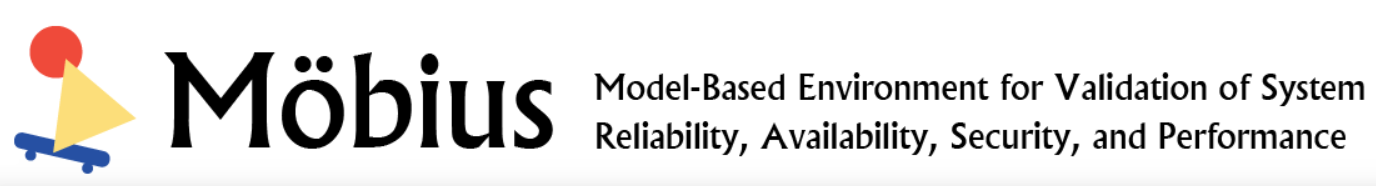 Möbius
Model-Based Environment for Validation of System
Reliability, Availability, Security, and Performance